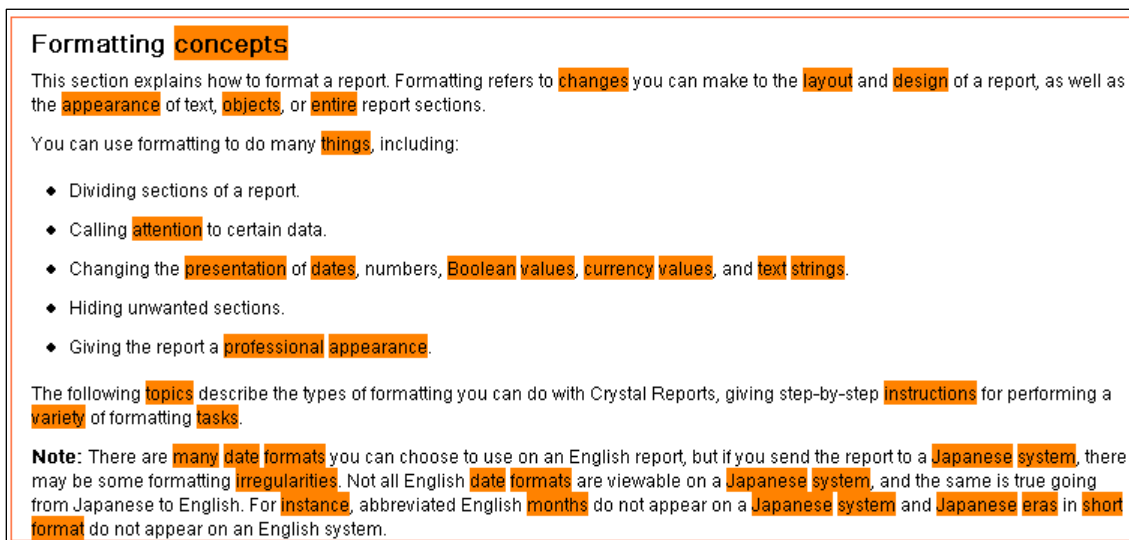 Formatting concepts
This section explains how to format a report. Formatting refers to changes you can make to the layout and design of a report, as well as
the appearance of text, objects, or entire report sections.
You can use formatting to do many things, including:
◆ Dividing sections of a report.
◆ Calling attention to certain data.
◆ Changing the presentation of dates, numbers, Boolean values, currency values, and text strings.
◆ Hiding unwanted sections.
◆ Giving the report a professional appearance.
The following topics describe the types of formatting you can do with Crystal Reports, giving step-by-step instructions for performing a
variety of formatting tasks.
Note: There are many date formats you can choose to use on an English report, but if you send the report to a Japanese system, there
may be some formatting irregularities. Not all English date formats are viewable on a Japanese system, and the same is true going
from Japanese to English. For instance, abbreviated English months do not appear on a Japanese system and Japanese eras in short
format do not appear on an English system.